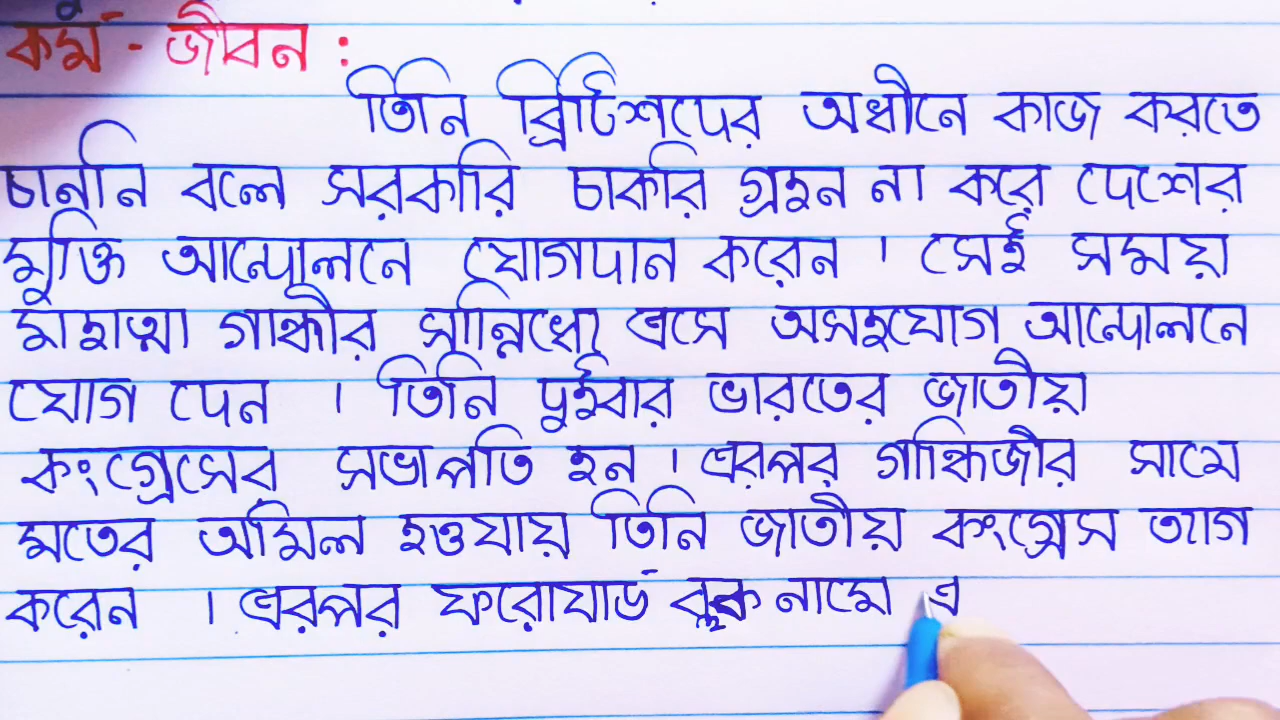 কর্ম - জীবন :
তিনি ব্রিটিশদের অধীনে কাজ করতে
চাননি বলে সরকারি চাকরি গ্রহন না করে দেশের
মুক্তি আন্দোলনে যোগদান করেন । সেই সময়
মহাত্মা গান্ধীর সান্নিধ্যে এসে অসহযোগ আন্দোলনে
যোগ দেন । তিনি দুইবার ভারতের জাতীয়
কংগ্রেসের সভাপতি হন । এরপর গান্ধিজীর সামে
মতের অমিল হওযায় তিনি জাতীয় কংগ্রেস ত্যাগ
করেন । এরপর ফরোযার্ড ব্লক নামে এ